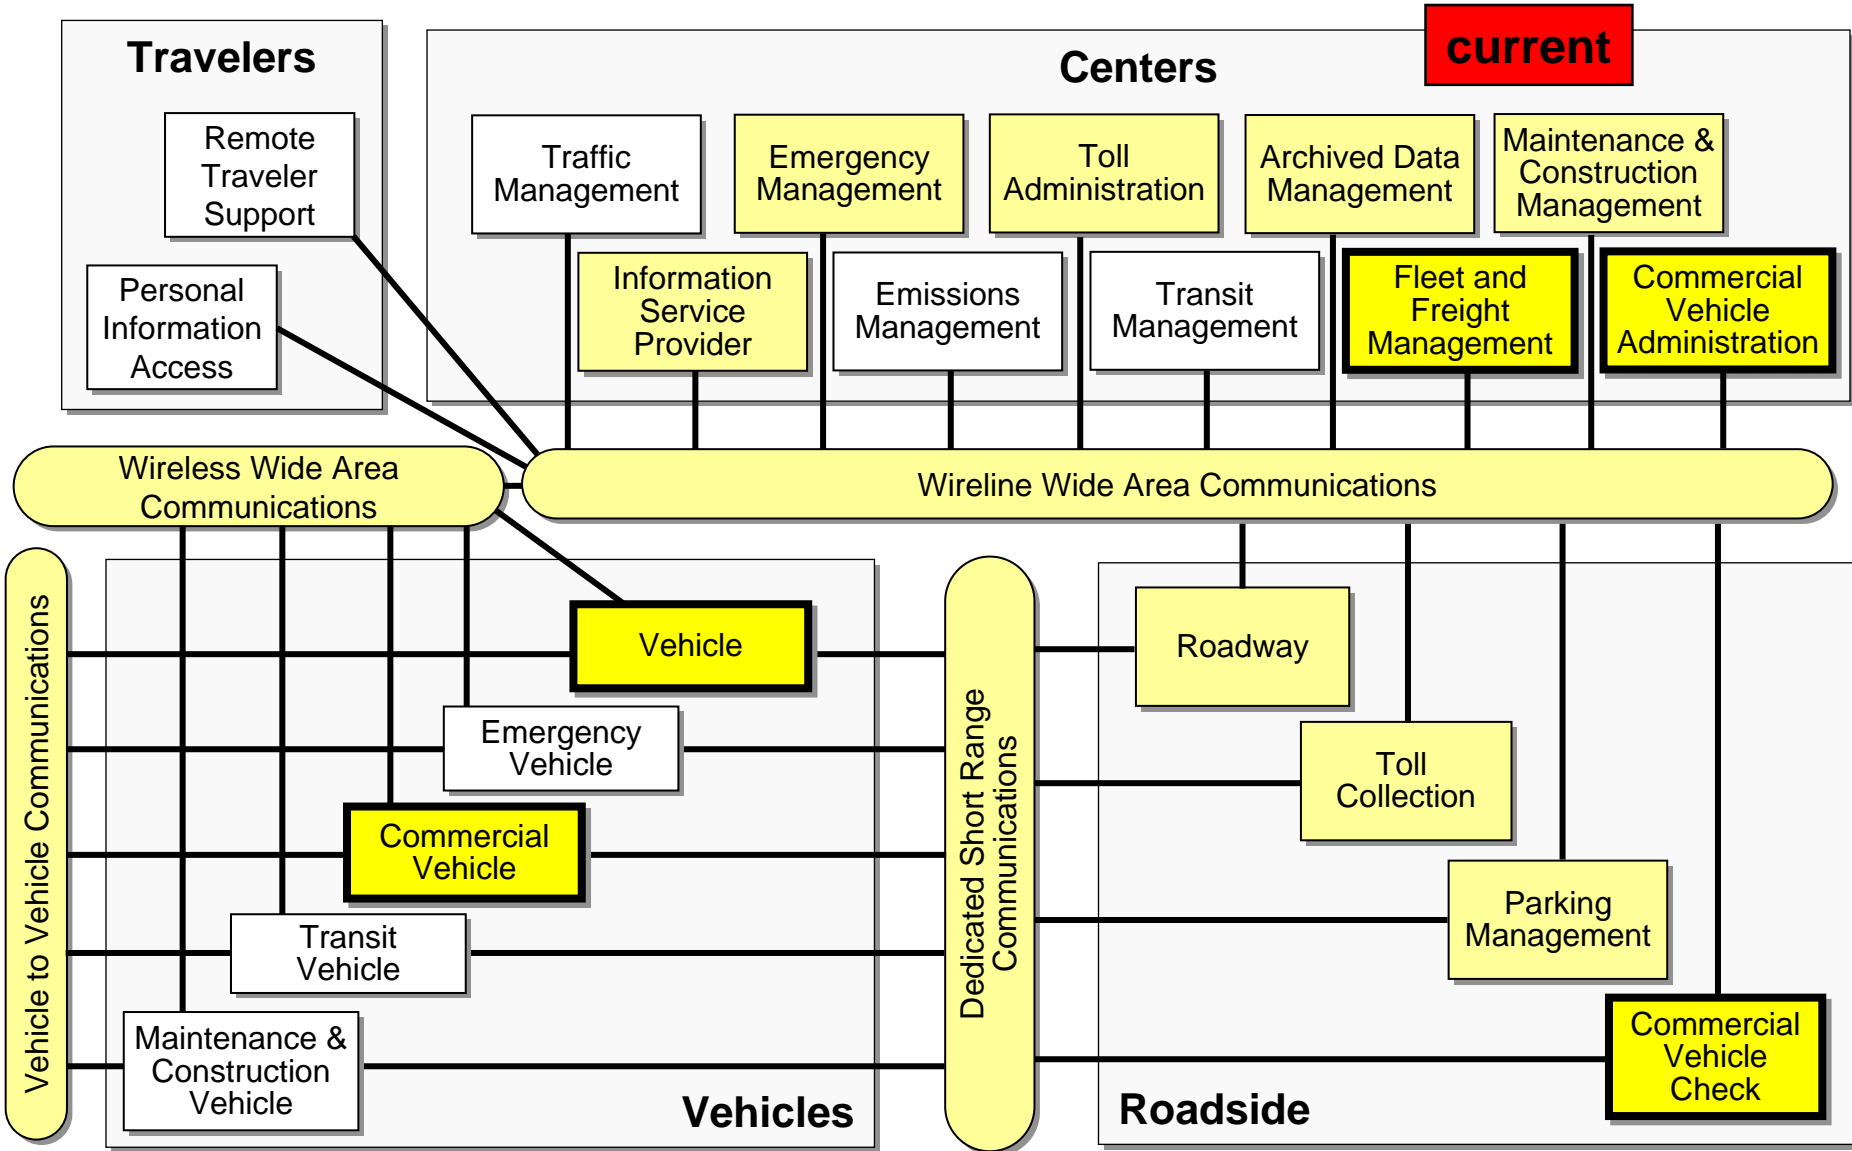 Travelers
Remote
Traveler
Support
Personal
Information
Access
Centers
current
Traffic
Management
Emergency
Management
Toll
Administration
Archived Data
Management
Maintenance &
Construction
Management
Information
Service
Provider
Emissions
Management
Transit
Management
Fleet and
Freight
Management
Commercial
Vehicle
Administration
Wireless Wide Area
Communications
Wireline Wide Area Communications
Vehicle to Vehicle Communications
Vehicle
Emergency
Vehicle
Commercial
Vehicle
Transit
Vehicle
Maintenance &
Construction
Vehicle
Vehicles
Dedicated Short Range
Communications
Roadway
Toll
Collection
Parking
Management
Commercial
Vehicle
Check
Roadside